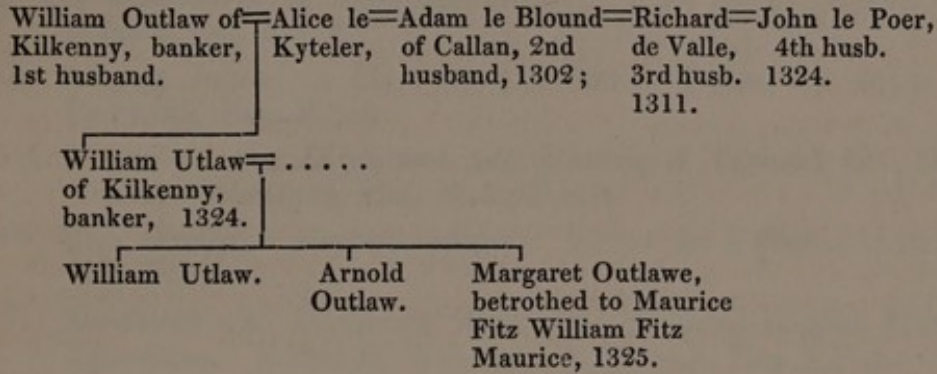 William Outlaw of=Alice le=Adam le Blound=Richard=John le Poer,
Kilkenny, banker, Kyteler, of Callan, 2nd de Valle, 4th husb.
1st husband. husband, 1302; 3rd husb. 1324.
1311.
William Utlaw=.....
of Kilkenny,
banker, 1324.
William Utlaw. Arnold Margaret Outlawe,
Outlaw. betrothed to Maurice
Fitz William Fitz
Maurice, 1325.